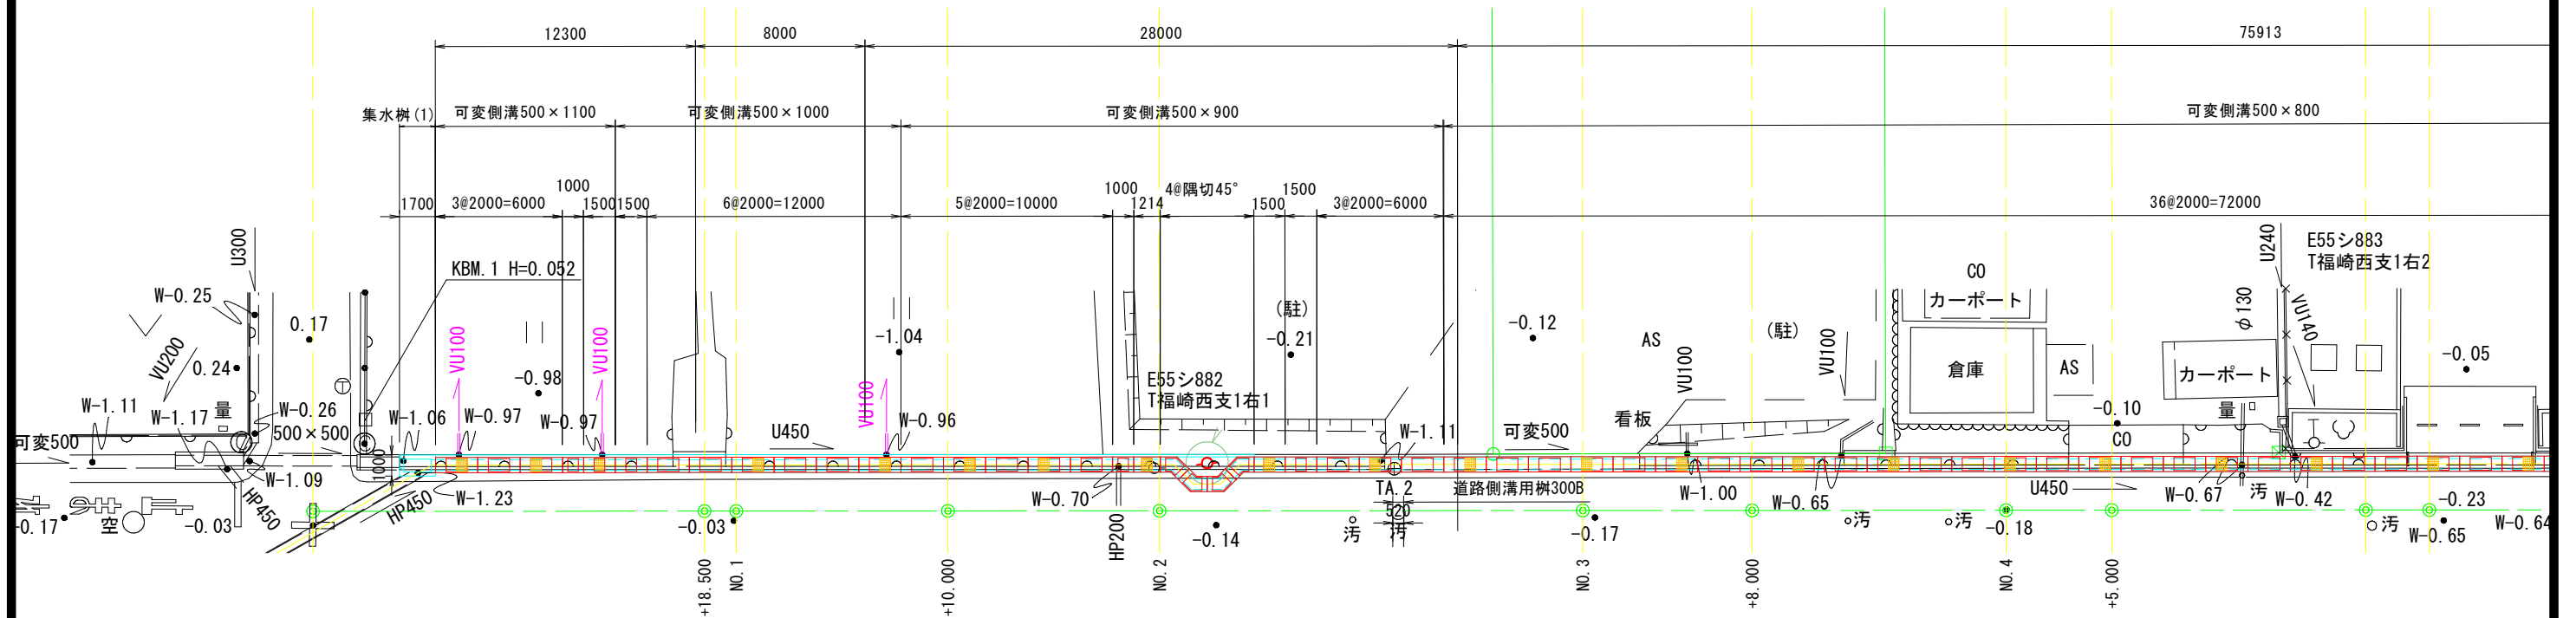 12300
8000
28000
75913
集水桝(1)
可変側溝500×1100
可変側溝500×1000
可変側溝500×900
可変側溝500×800
1000
1000
4@隅切45°
1500
1700
3@2000=6000
1500
1500
6@2000=12000
5@2000=10000
1214
1500
3@2000=6000
36@2000=72000
U300
U240
E55シ883
T福崎西支1右2
KBM.1 H=0.052
CO
W-0.25
カーポート
φ130
VU140
0.17
VU100
VU100
-1.04
(駐)
-0.21
-0.12
AS
(駐)
VU100
VU100
倉庫
AS
カーポート
-0.05
VU200
0.24
T
-0.98
VU100
E55シ882
T福崎西支1右1
W-1.11
W-1.17
量
W-0.26
W-1.06
W-0.97
W-0.97
W-0.96
看板
-0.10
量
可変500
500×500
U450
W-1.11
可変500
CO
1000
W-1.09
HP450
HP450
W-1.23
W-0.70
HP200
TA.2
道路側溝用桝300B
W-1.00
W-0.65
U450
W-0.67
汚
W-0.42
-0.23
-0.17
空
-0.03
-0.03
-0.14
汚
520
汚
-0.17
汚
汚
-0.18
汚
W-0.65
W-0.64
+18.500
NO.1
+10.000
NO.2
NO.3
+8.000
NO.4
+5.000